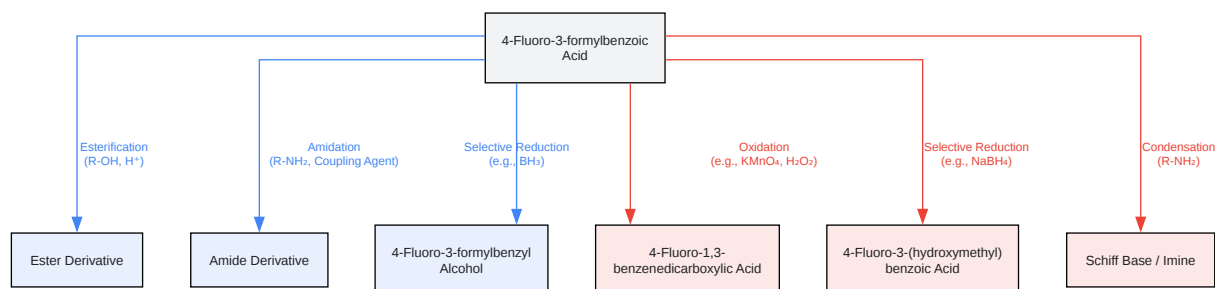 4-Fluoro-3-formylbenzoic
Acid
Esterification
(R-OH, H⁺)
Amidation
(R-NH₂, Coupling Agent)
Selective Reduction
(e.g., BH₃)
Oxidation
(e.g., KMnO₄, H₂O₂)
Selective Reduction
(e.g., NaBH₄)
Condensation
(R-NH₂)
Ester Derivative
Amide Derivative
4-Fluoro-3-formylbenzyl
Alcohol
4-Fluoro-1,3-
benzenedicarboxylic Acid
4-Fluoro-3-(hydroxymethyl)
benzoic Acid
Schiff Base / Imine